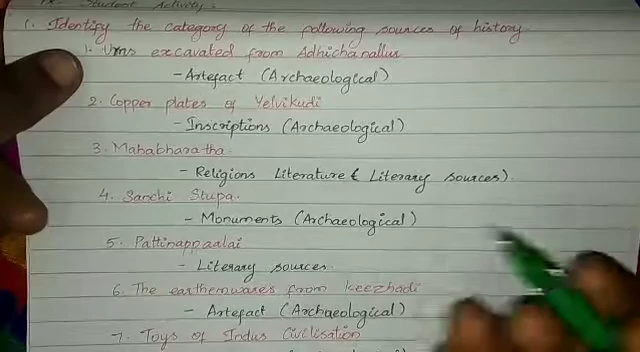 Student Activity:
1. Identify the category of the following sources of history.
1. Urns excavated from Adhichanallur
- Artefact (Archaeological)
2. Copper plates of Velvikudi
- Inscriptions (Archaeological)
3. Mahabharatha
- Religions Literature ( Literary sources).
4. Sanchi Stupa.
- Monuments (Archaeological)
5. Pattinappaalai
- Literary sources.
6. The earthenwares from keezhadi
- Artefact (Archaeological)
7. Toys of Indus Civilisation